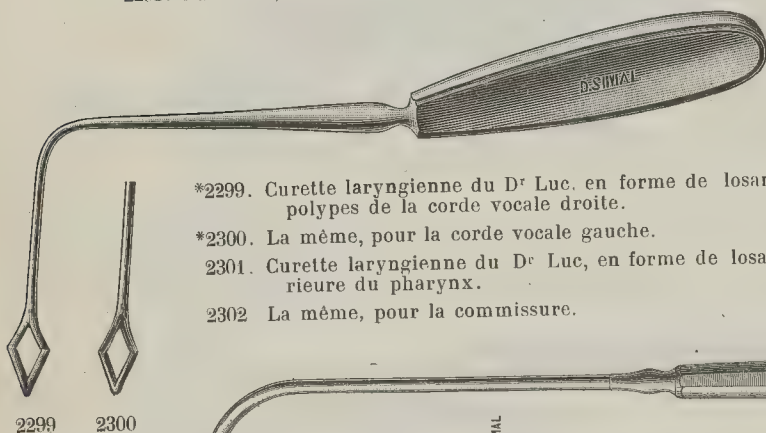 D.SIMAL
*2299. Curette laryngienne du Dr Luc, en forme de losan
polypes de la corde vocale droite.
*2300. La même, pour la corde vocale gauche.
2301. Curette laryngienne du Dr Luc, en forme de losa
rieure du pharynx.
2302 La même, pour la commissure.
2299 2300